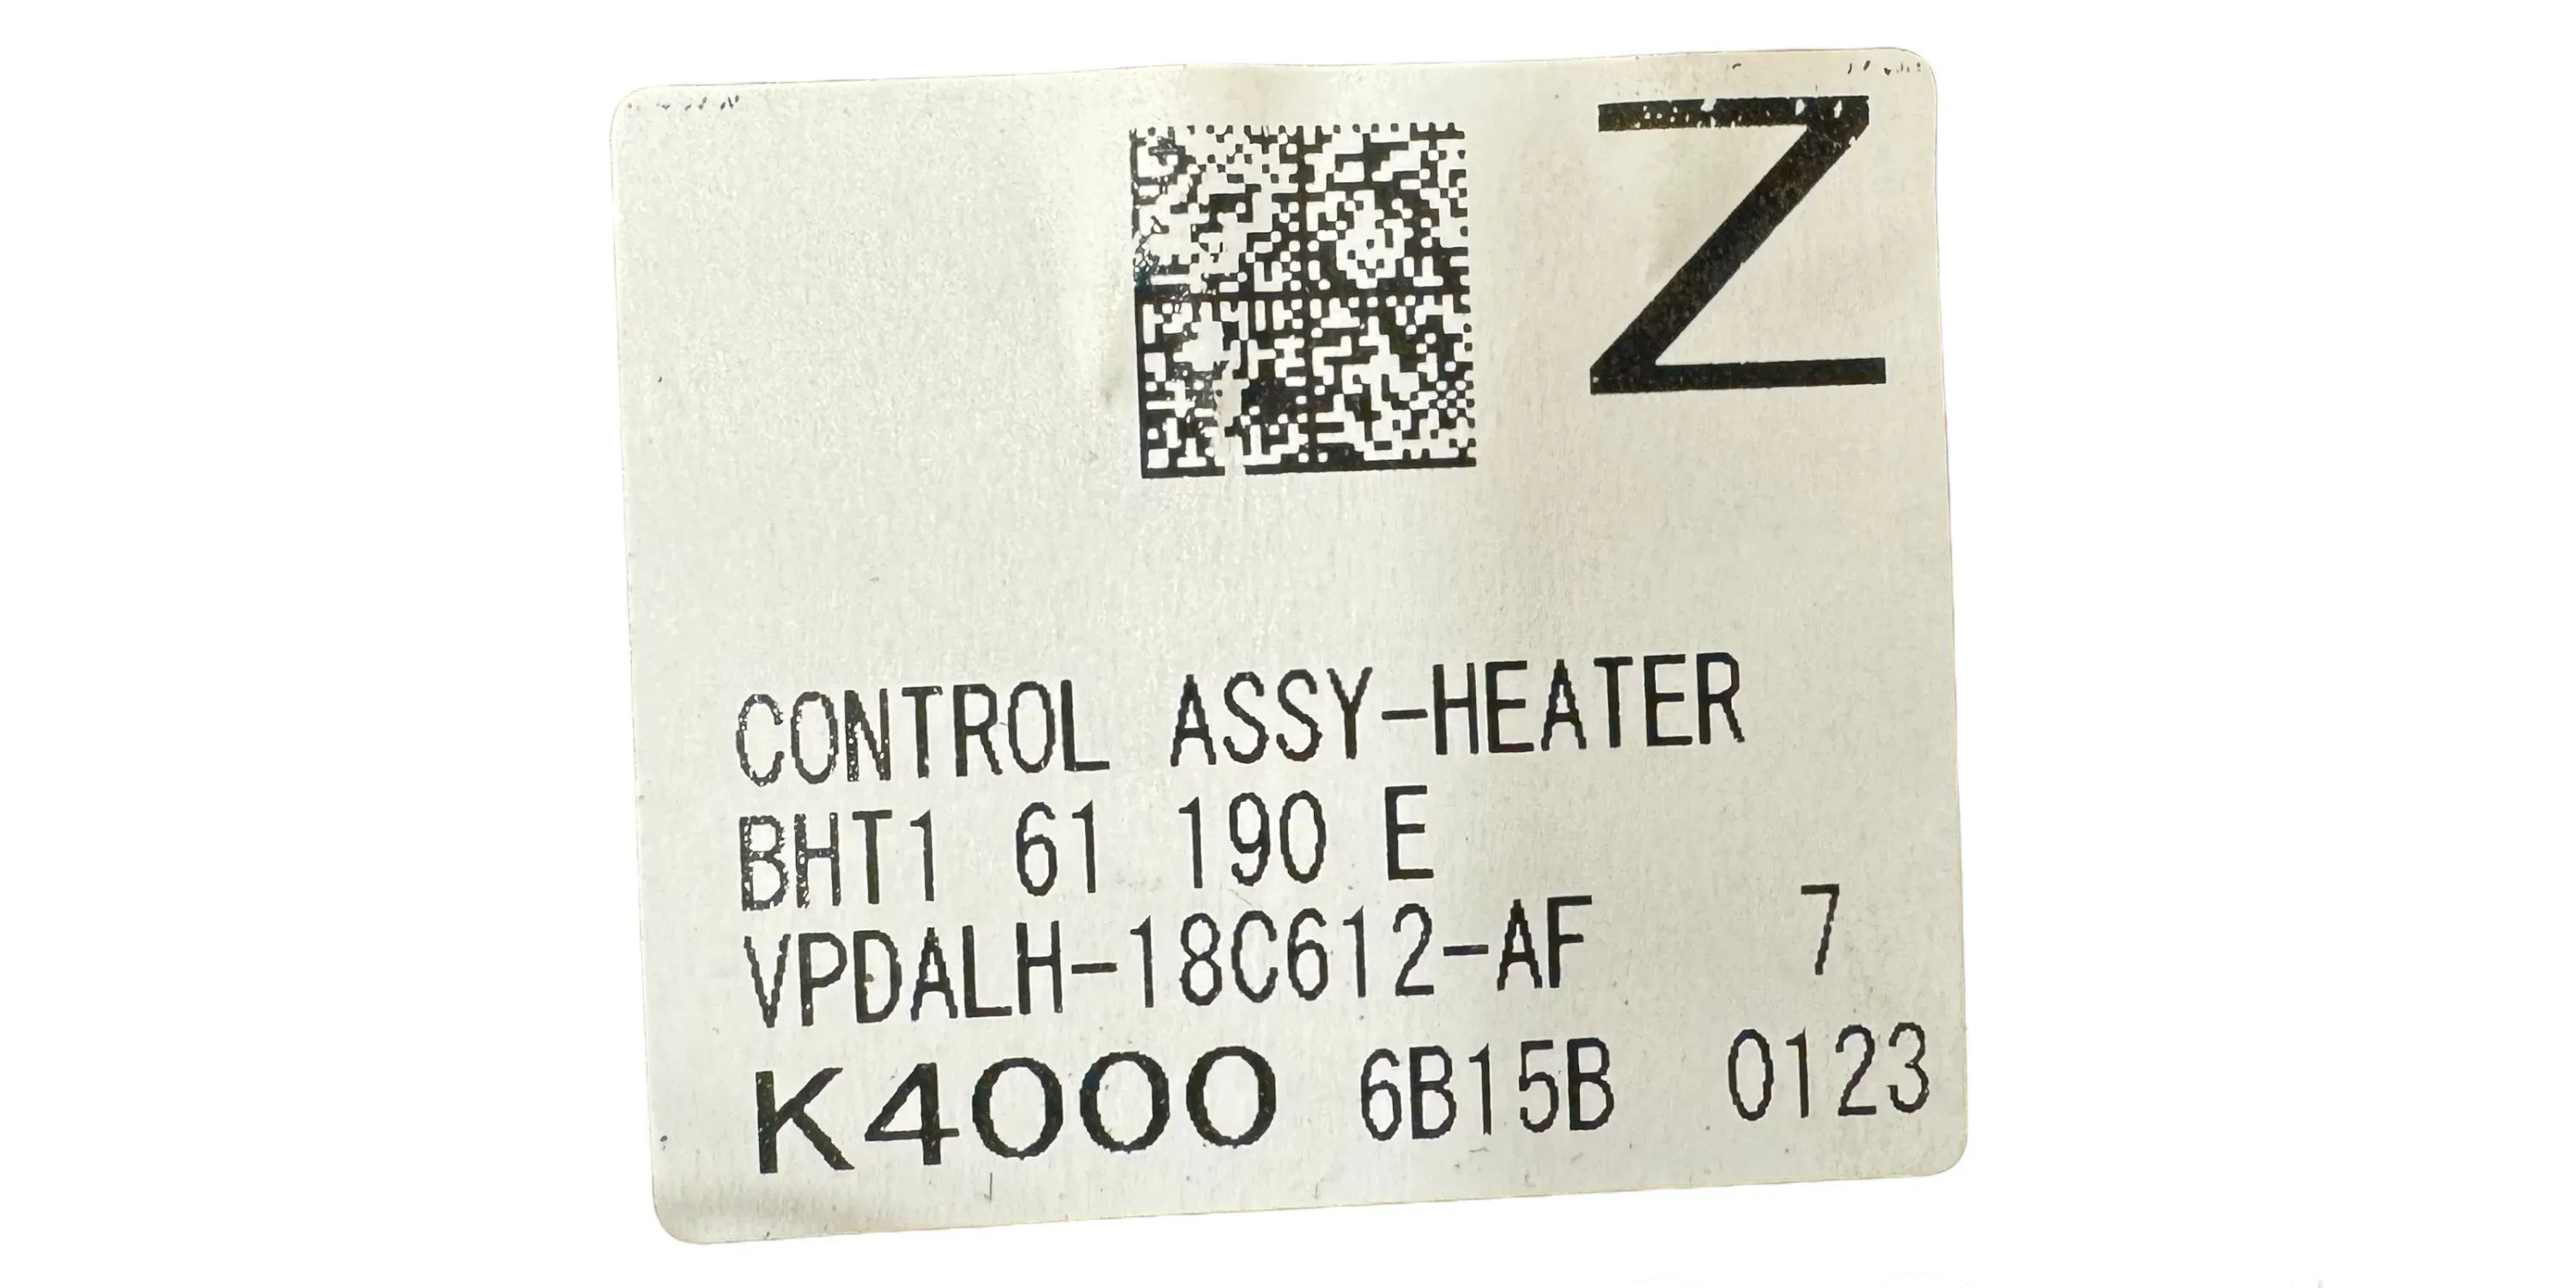 Z
CONTROL ASSY-HEATER
BHT1 61 190 E
VPDALH-18C612-AF 7
K4000 6B15B 0123